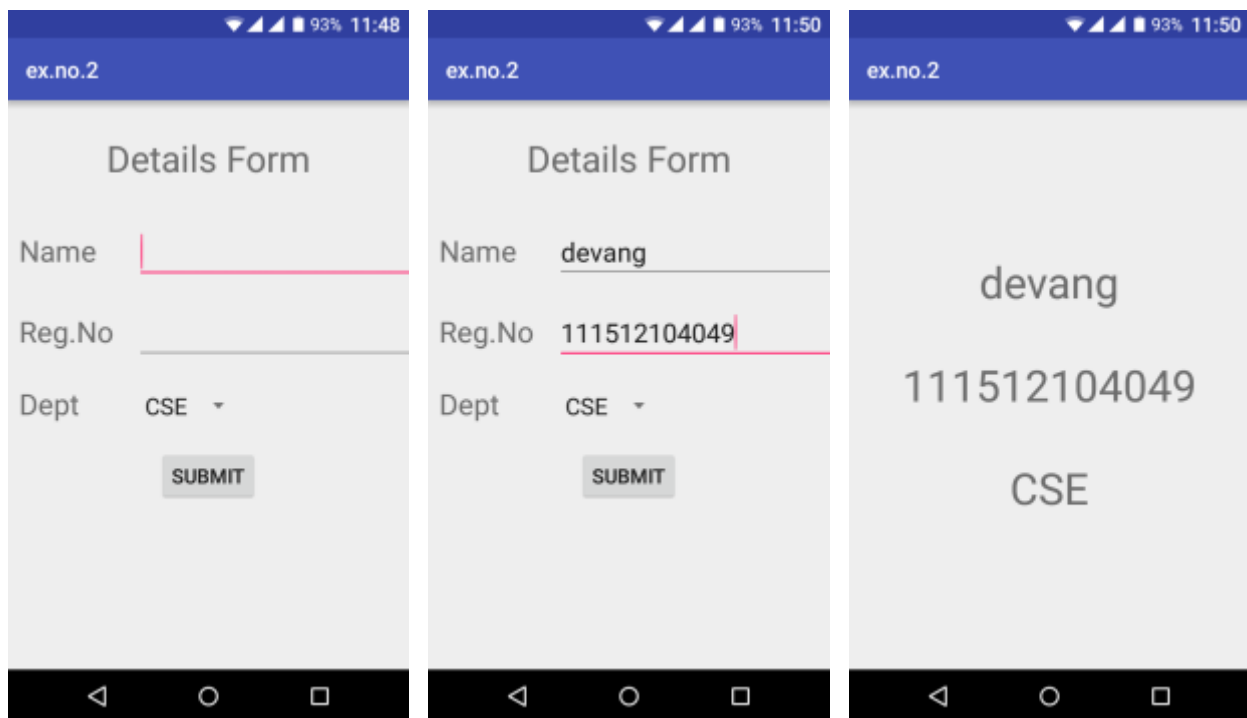 93% 11:48
ex.no.2
Details Form
Name
Reg.No
Dept CSE
SUBMIT
93% 11:50
ex.no.2
Details Form
Name devang
Reg.No 111512104049
Dept CSE
SUBMIT
93% 11:50
ex.no.2
devang
111512104049
CSE